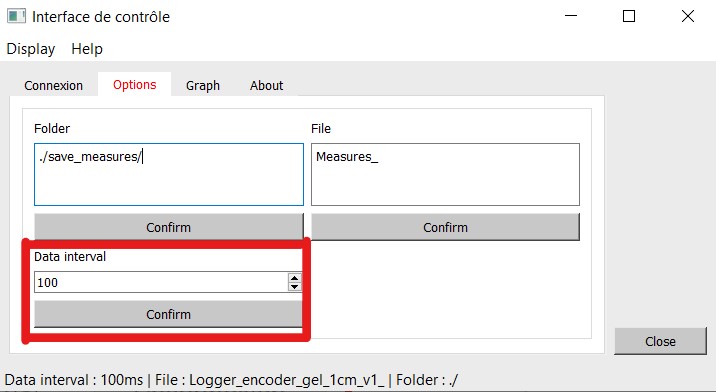 Interface de contrôle
Display Help
Connexion Options Graph About
Folder File
./save_measures/ Measures_
Confirm Confirm
Data interval
100
Confirm
Close
Data interval : 100ms | File : Logger_encoder_gel_1cm_v1_ | Folder : ./